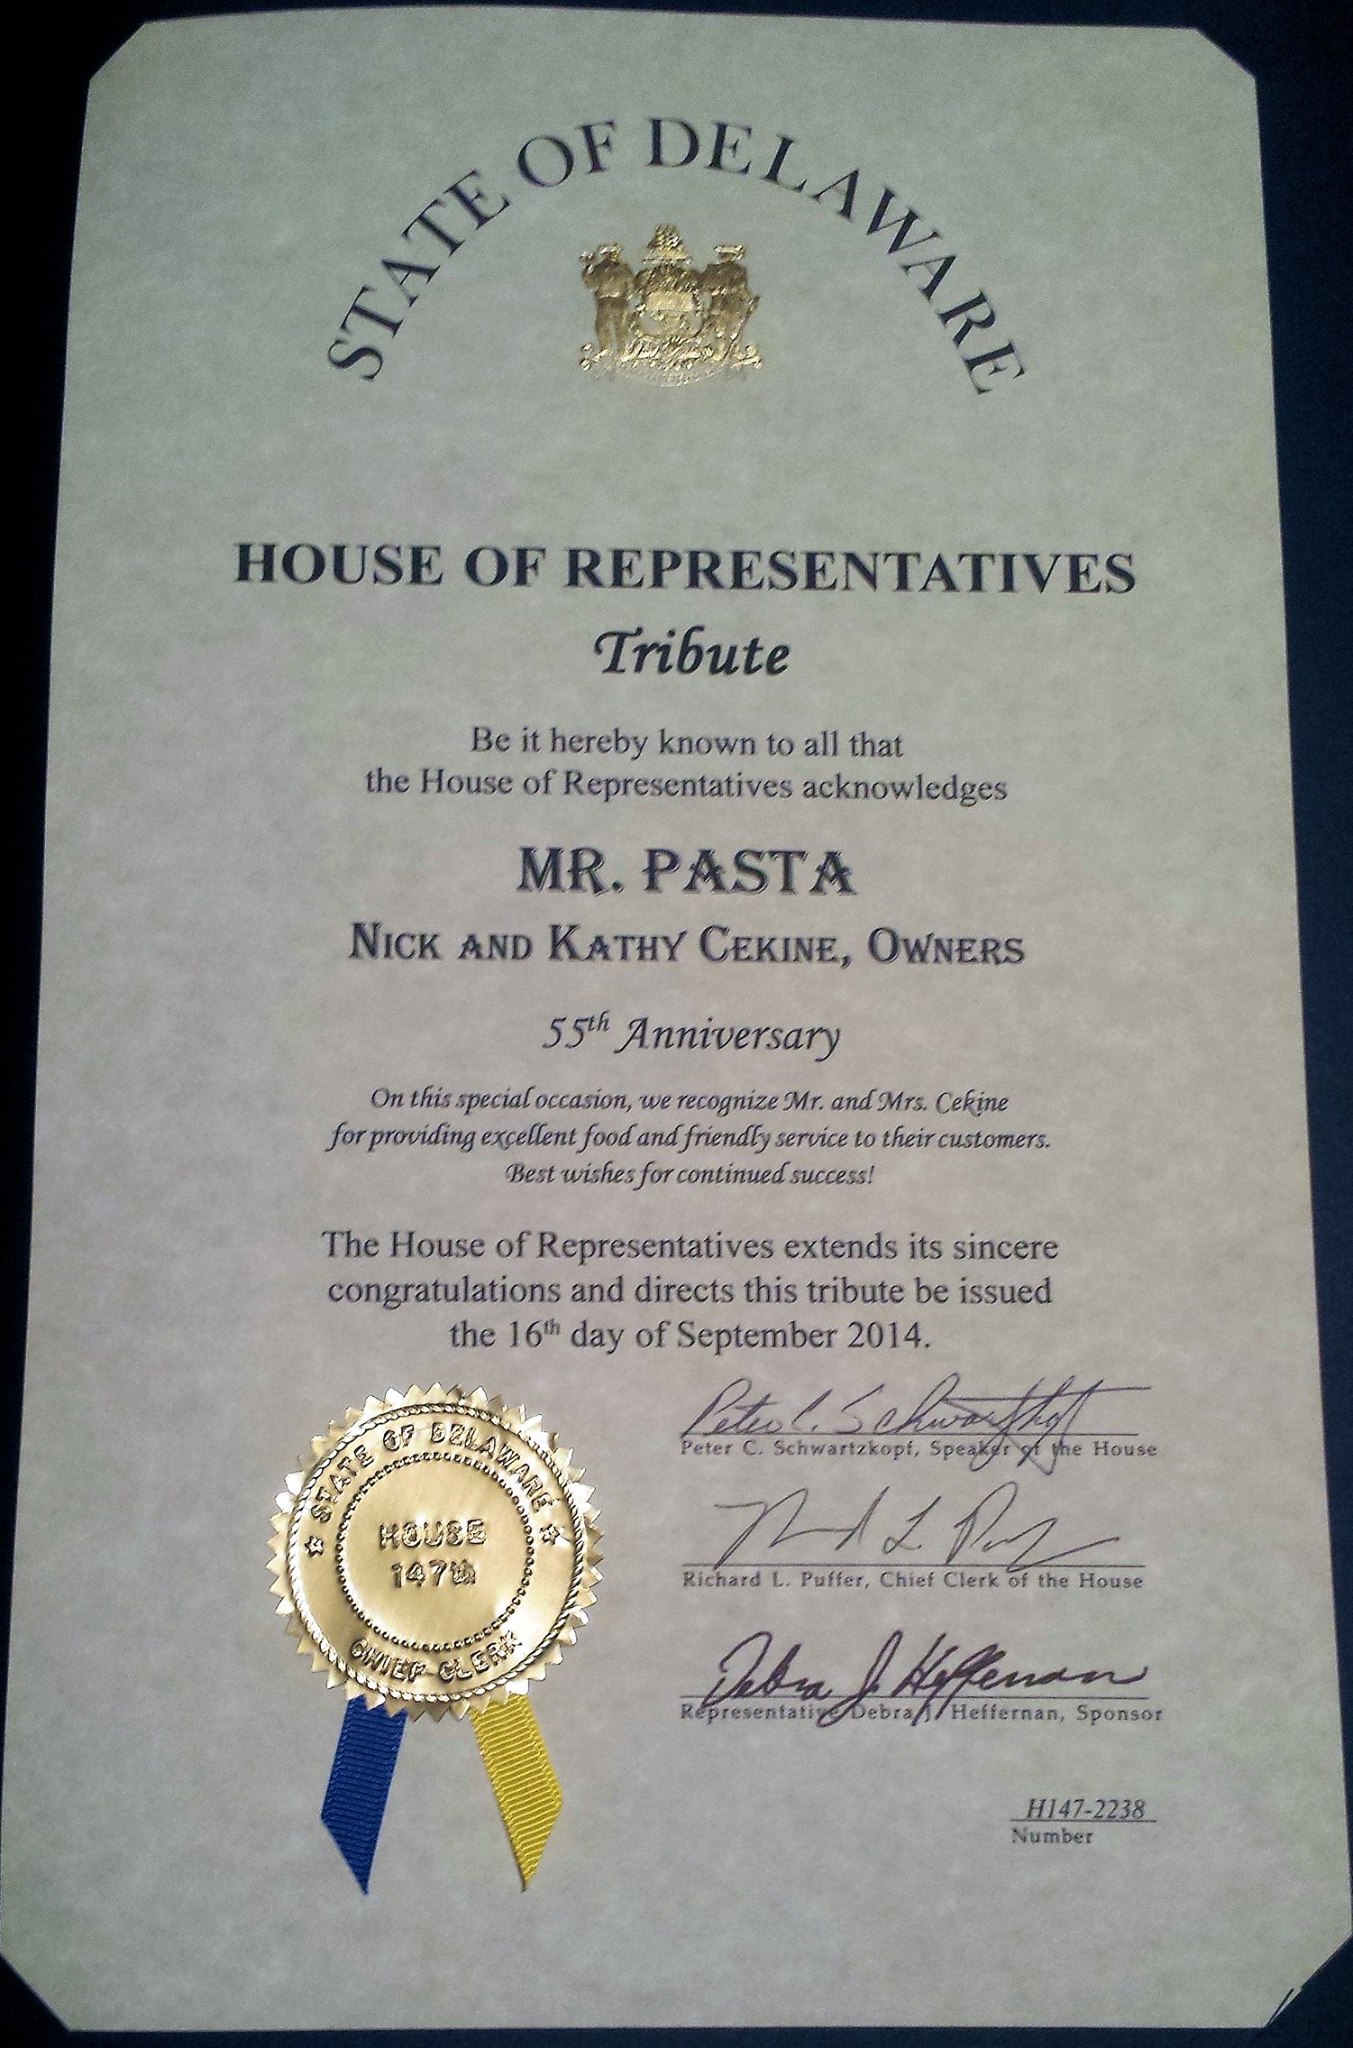 STATE OF DELAWARE
HOUSE OF REPRESENTATIVES
Tribute
Be it hereby known to all that
the House of Representatives acknowledges
MR. PASTA
NICK AND KATHY CEKINE, OWNERS
55th Anniversary
On this special occasion, we recognize Mr. and Mrs. Cekine
for providing excellent food and friendly service to their customers.
Best wishes for continued success!
The House of Representatives extends its sincere
congratulations and directs this tribute be issued
the 16th day of September 2014.
Peter C. Schwartzkopf
Peter C. Schwartzkopf, Speaker of the House
Richard L. Puffer, Chief Clerk of the House
Debra J. Heffernan
Representative Debra J. Heffernan, Sponsor
STATE OF DELAWARE
HOUSE
147th
CHIEF CLERK
H147-2238
Number